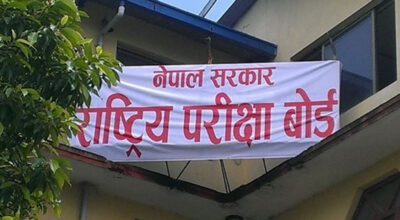 नेपाल सरकार
राष्ट्रिय परीक्षा बोर्ड